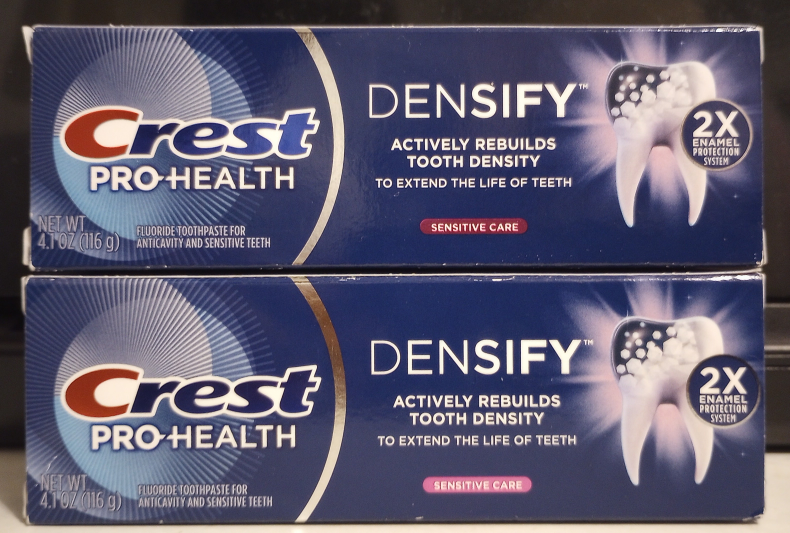 Crest
PRO-HEALTH
NET WT
4.1 OZ (116 g)
FLUORIDE TOOTHPASTE FOR
ANTICAVITY AND SENSITIVE TEETH
DENSIFY™
ACTIVELY REBUILDS
TOOTH DENSITY
TO EXTEND THE LIFE OF TEETH
SENSITIVE CARE
2X
ENAMEL
PROTECTION
SYSTEM
Crest
PRO-HEALTH
NET WT
4.1 OZ (116 g)
FLUORIDE TOOTHPASTE FOR
ANTICAVITY AND SENSITIVE TEETH
DENSIFY™
ACTIVELY REBUILDS
TOOTH DENSITY
TO EXTEND THE LIFE OF TEETH
SENSITIVE CARE
2X
ENAMEL
PROTECTION
SYSTEM